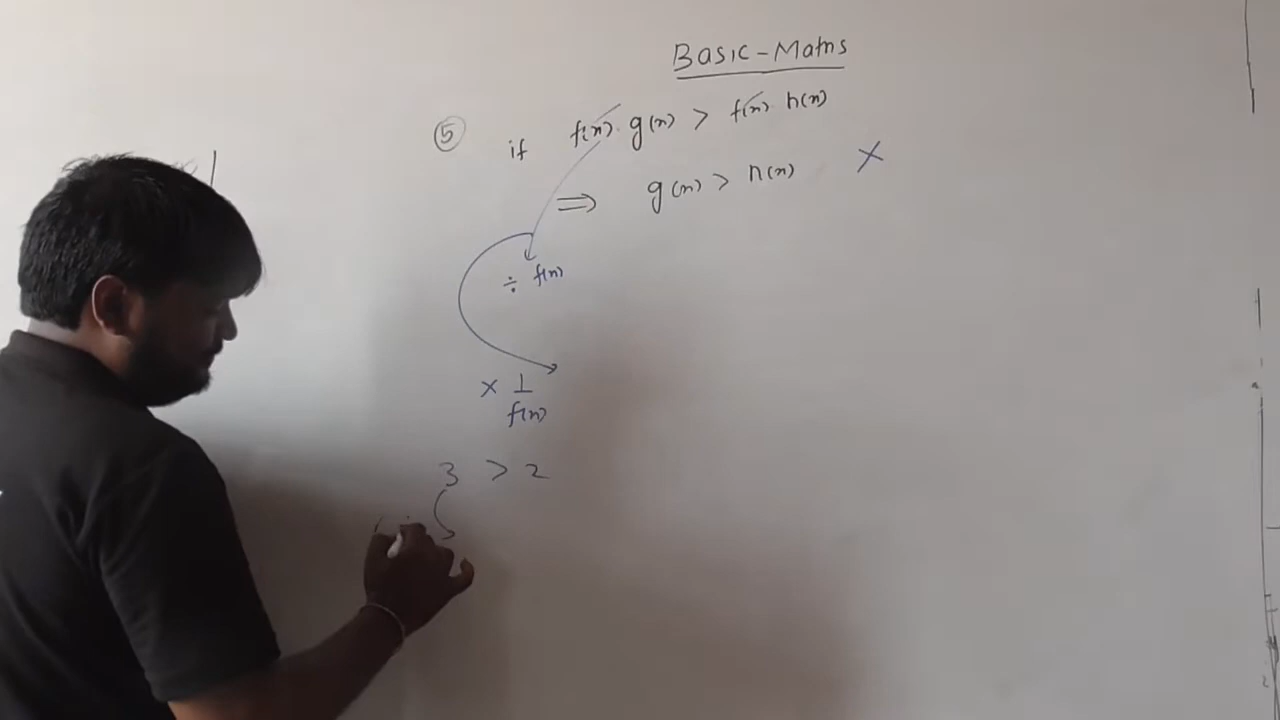 Basic-Maths
⑤ if f(x). g(x) > f(x) h(x)
⟹ g(x) > h(x) ×
÷ f(x)
× 1/f(x)
3 > 2